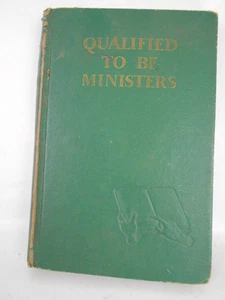 QUALIFIED
TO BE
MINISTERS